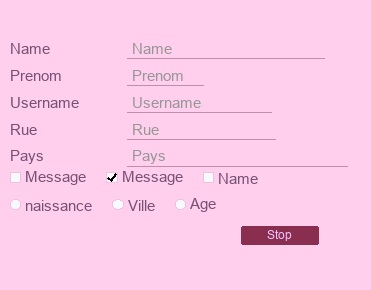 Name Name
Prenom Prenom
Username Username
Rue Rue
Pays Pays
Message Message Name
naissance Ville Age
Stop